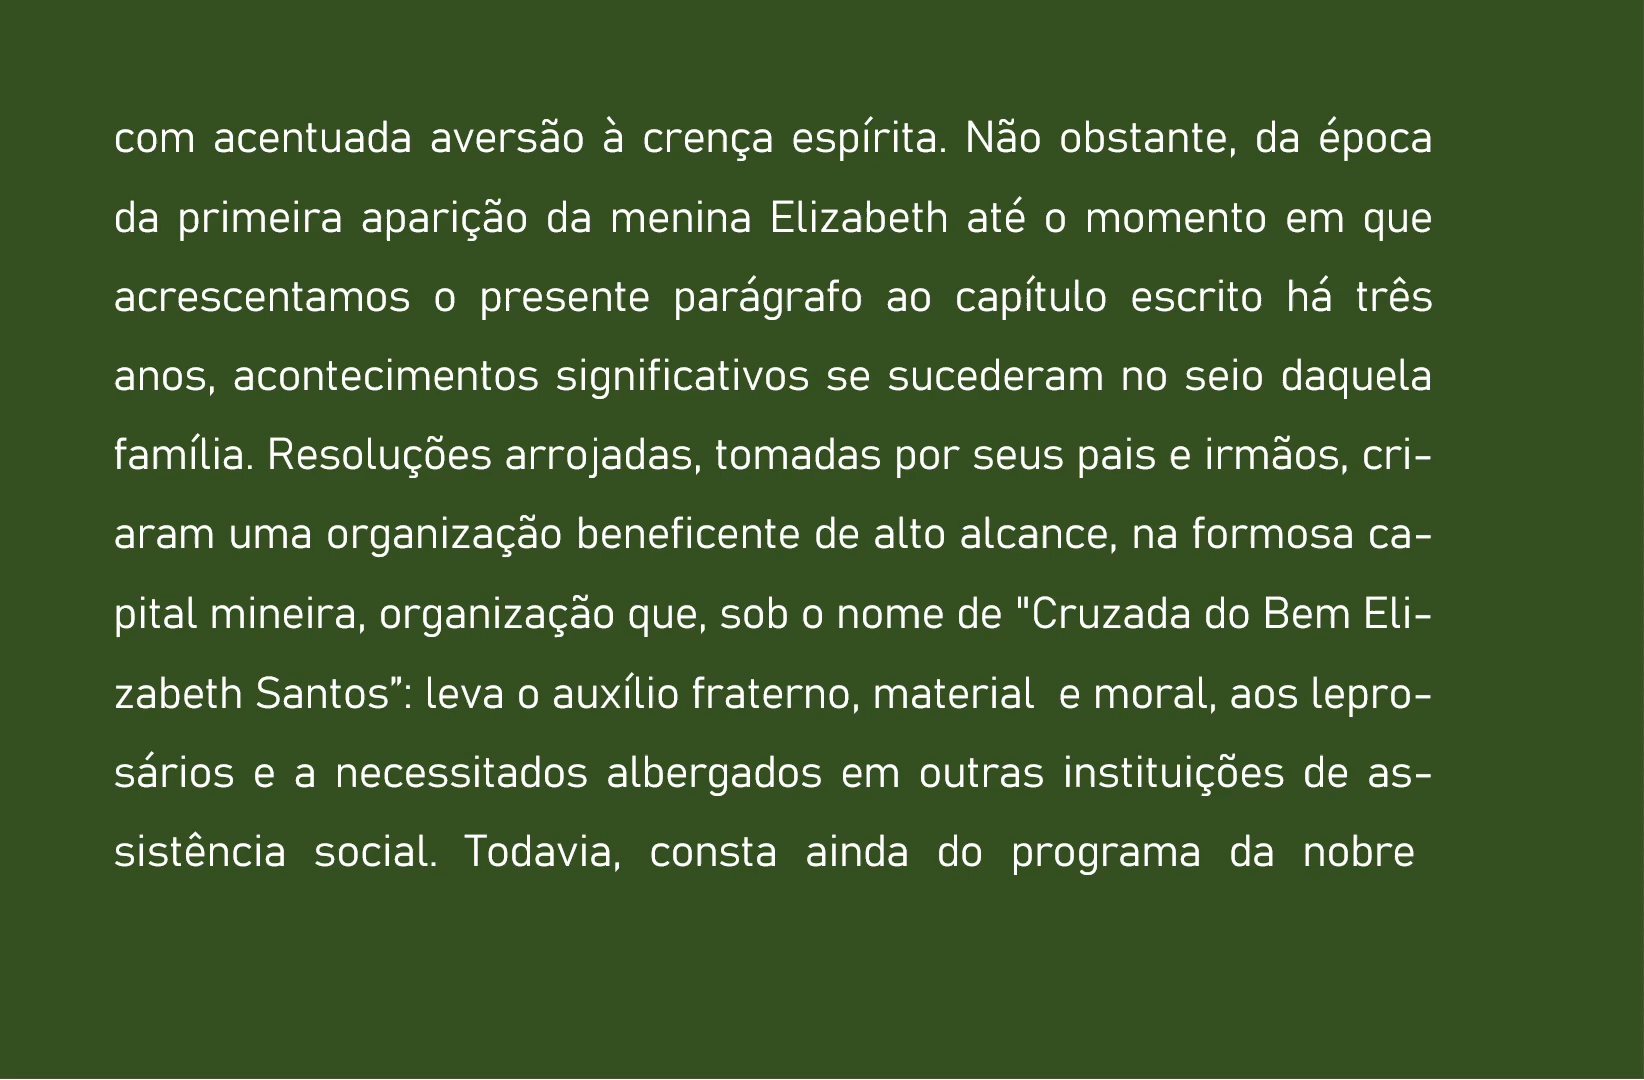 com acentuada aversão à crença espírita. Não obstante, da época
da primeira aparição da menina Elizabeth até o momento em que
acrescentamos o presente parágrafo ao capítulo escrito há três
anos, acontecimentos significativos se sucederam no seio daquela
família. Resoluções arrojadas, tomadas por seus pais e irmãos, cri-
aram uma organização beneficente de alto alcance, na formosa ca-
pital mineira, organização que, sob o nome de "Cruzada do Bem Eli-
zabeth Santos”: leva o auxílio fraterno, material  e moral, aos lepro-
sários e a necessitados albergados em outras instituições de as-
sistência social. Todavia, consta ainda do programa da nobre